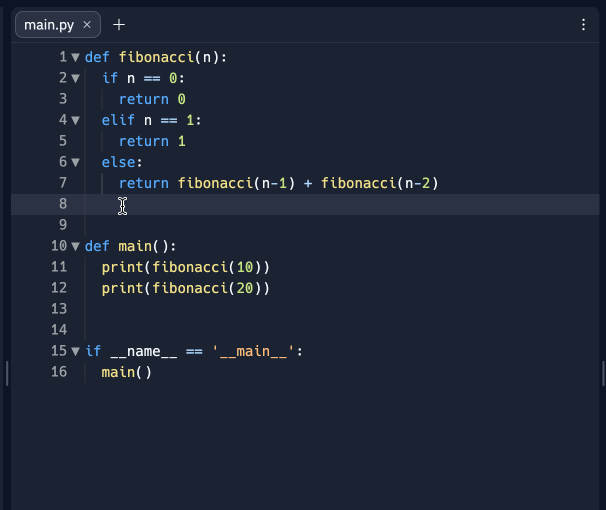 main.py × +
1 def fibonacci(n):
2   if n == 0:
3     return 0
4   elif n == 1:
5     return 1
6   else:
7     return fibonacci(n-1) + fibonacci(n-2)
8
9
10 def main():
11   print(fibonacci(10))
12   print(fibonacci(20))
13
14
15 if __name__ == '__main__':
16   main()